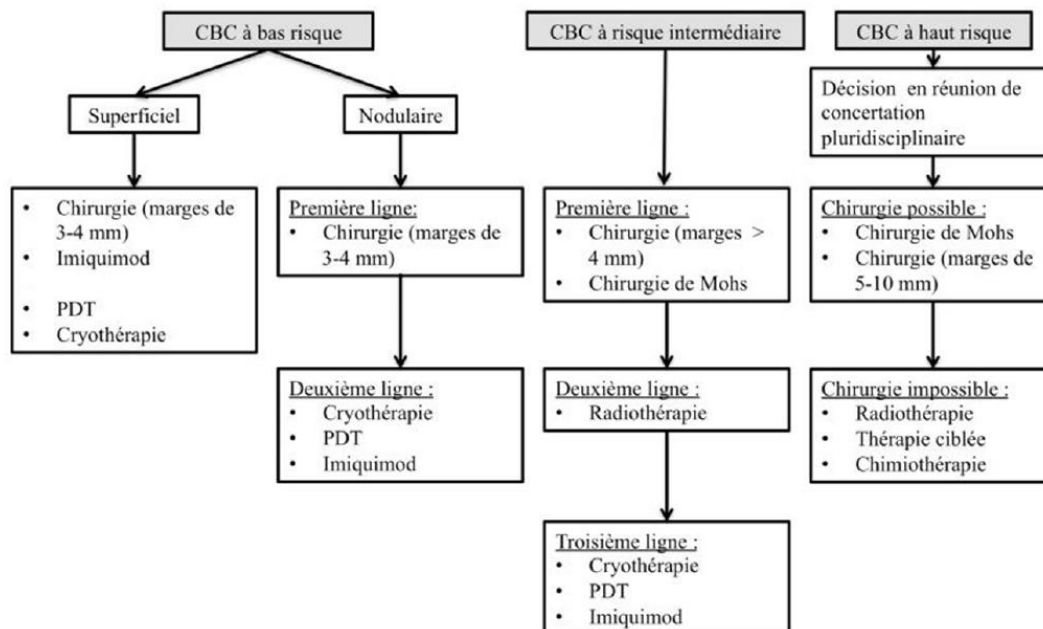 CBC à bas risque
Superficiel
• Chirurgie (marges de
3-4 mm)
• Imiquimod
• PDT
• Cryothérapie
Nodulaire
Première ligne:
• Chirurgie (marges de
3-4 mm)
Deuxième ligne :
• Cryothérapie
• PDT
• Imiquimod
CBC à risque intermédiaire
Première ligne :
• Chirurgie (marges >
4 mm)
• Chirurgie de Mohs
Deuxième ligne :
• Radiothérapie
Troisième ligne :
• Cryothérapie
• PDT
• Imiquimod
CBC à haut risque
Décision en réunion de
concertation
pluridisciplinaire
Chirurgie possible :
• Chirurgie de Mohs
• Chirurgie (marges de
5-10 mm)
Chirurgie impossible :
• Radiothérapie
• Thérapie ciblée
• Chimiothérapie